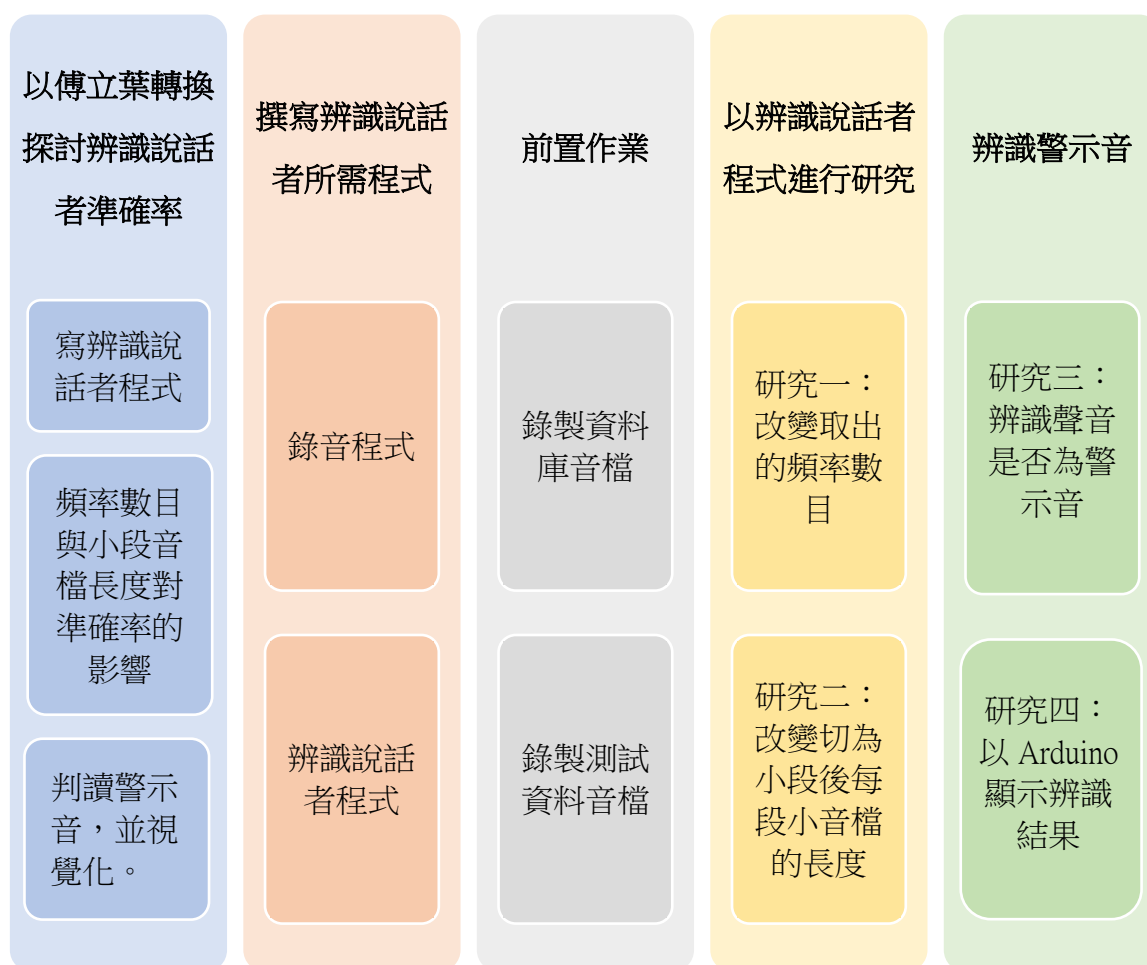 以傅立葉轉換
探討辨識說話
者準確率
寫辨識說
話者程式
頻率數目
與小段音
檔長度對
準確率的
影響
判讀警示
音，並視
覺化。
撰寫辨識說話
者所需程式
錄音程式
辨識說話
者程式
前置作業
錄製資料
庫音檔
錄製測試
資料音檔
以辨識說話者
程式進行研究
研究一：
改變取出
的頻率數
目
研究二：
改變切為
小段後每
段小音檔
的長度
辨識警示音
研究三：
辨識聲音
是否為警
示音
研究四：
以 Arduino
顯示辨識
結果